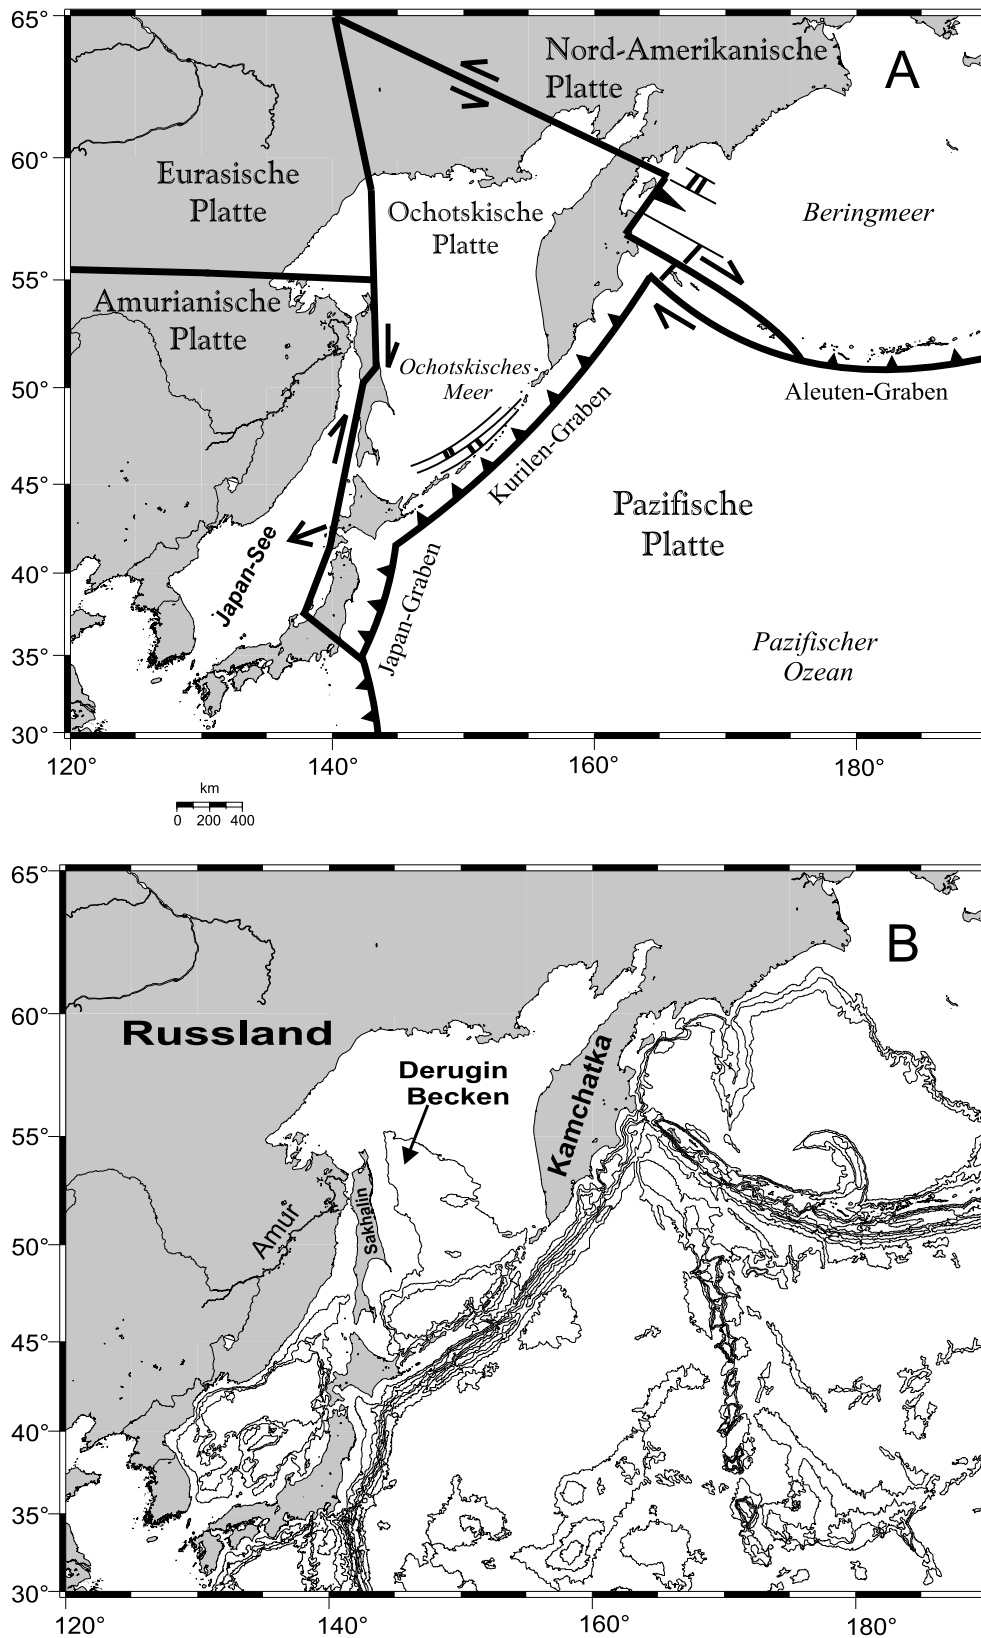 65°
Nord-Amerikanische
Platte
A
60°
Eurasische
Platte
Ochotskische
Platte
Beringmeer
55°
Amurianische
Platte
Ochotskisches
Meer
50°
Aleuten-Graben
Kurilen-Graben
45°
Pazifische
Platte
Japan-See
40°
Japan-Graben
Pazifischer
Ozean
35°
30°
120°
140°
160°
180°
km
0 200 400
65°
B
60°
Russland
Derugin
Becken
Kamchatka
55°
Sakhalin
Amur
50°
45°
40°
35°
30°
120°
140°
160°
180°